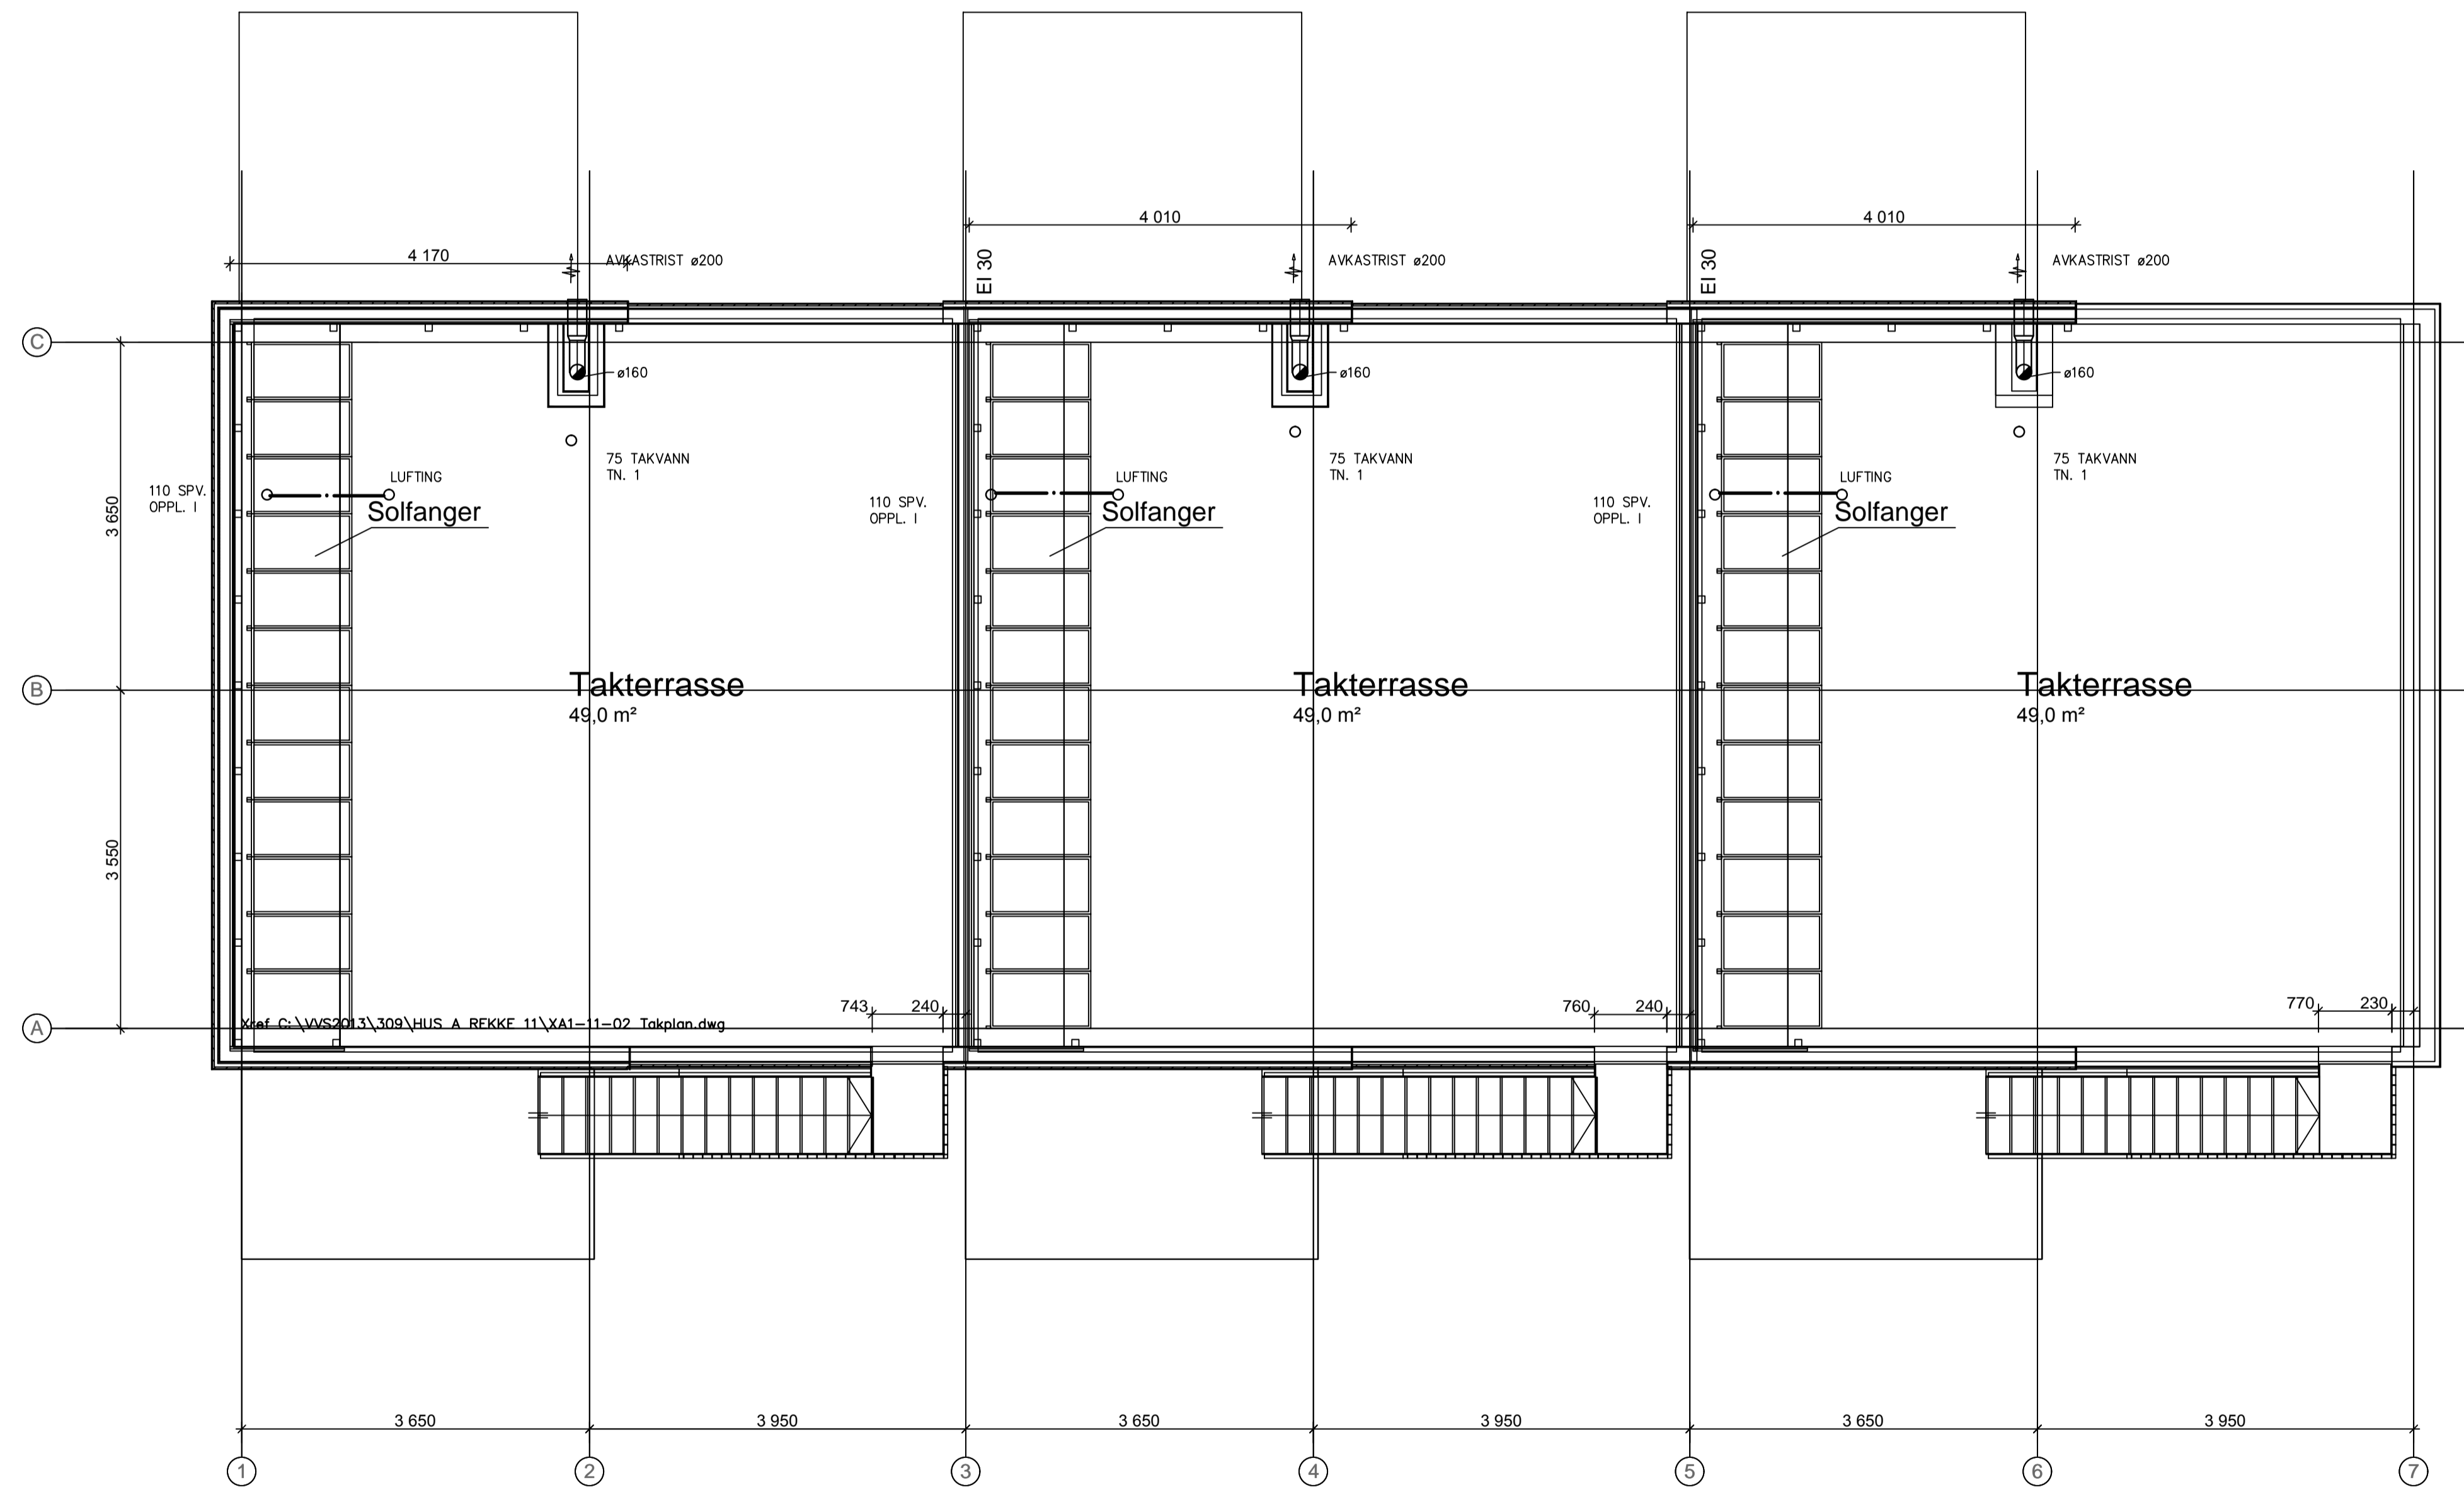 4 010
4 010
4 170
AVKASTRIST ø200
EI 30
AVKASTRIST ø200
EI 30
AVKASTRIST ø200
C
ø160
ø160
ø160
75 TAKVANN
TN. 1
75 TAKVANN
TN. 1
75 TAKVANN
TN. 1
110 SPV.
OPPL. I
LUFTING
Solfanger
110 SPV.
OPPL. I
LUFTING
Solfanger
110 SPV.
OPPL. I
LUFTING
Solfanger
3 650
B
Takterrasse
49,0 m²
Takterrasse
49,0 m²
Takterrasse
49,0 m²
3 550
743
240
760
240
770
230
A
Xref C:\VVS2013\309\HUS A REKKE 11\XA1-11-02 Takplan.dwg
3 650
3 950
3 650
3 950
3 650
3 950
1
2
3
4
5
6
7